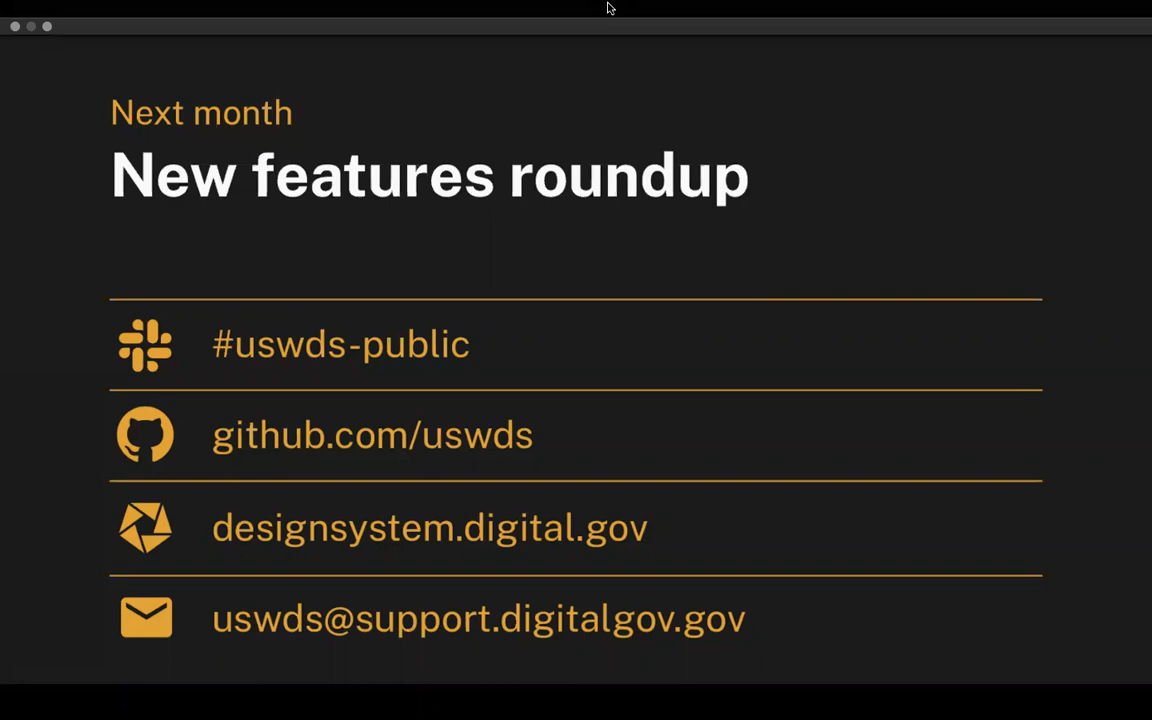 Next month
New features roundup
#uswds-public
github.com/uswds
designsystem.digital.gov
uswds@support.digitalgov.gov